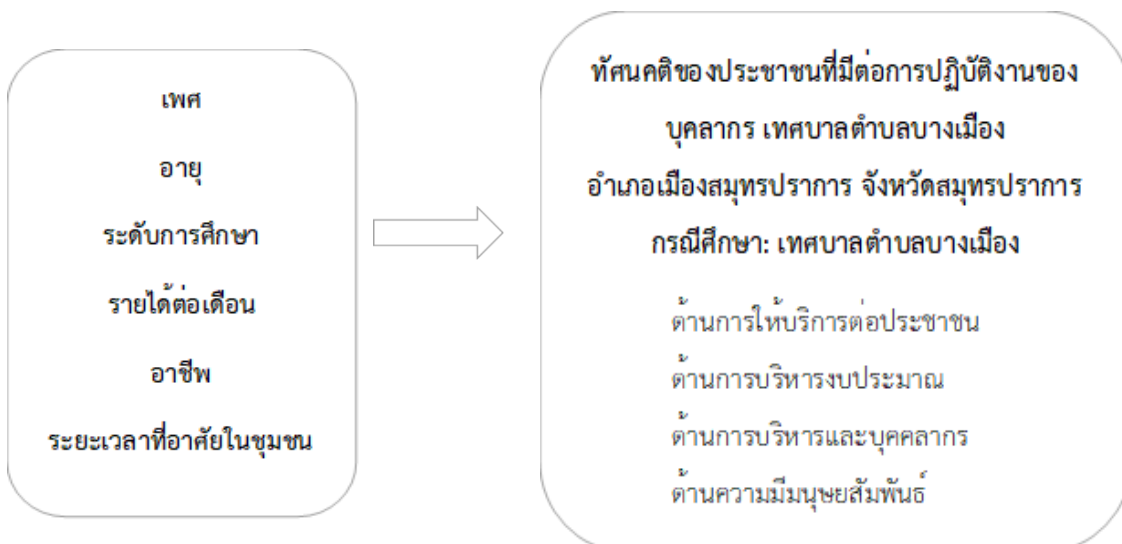 เพศ
อายุ
ระดับการศึกษา
รายได้ต่อเดือน
อาชีพ
ระยะเวลาที่อาศัยในชุมชน
ทัศนคติของประชาชนที่มีต่อการปฏิบัติงานของ
บุคลากร เทศบาลตำบลบางเมือง
อำเภอเมืองสมุทรปราการ จังหวัดสมุทรปราการ
กรณีศึกษา: เทศบาลตำบลบางเมือง
ด้านการให้บริการต่อประชาชน
ด้านการบริหารงบประมาณ
ด้านการบริหารและบุคคลากร
ด้านความมีมนุษยสัมพันธ์